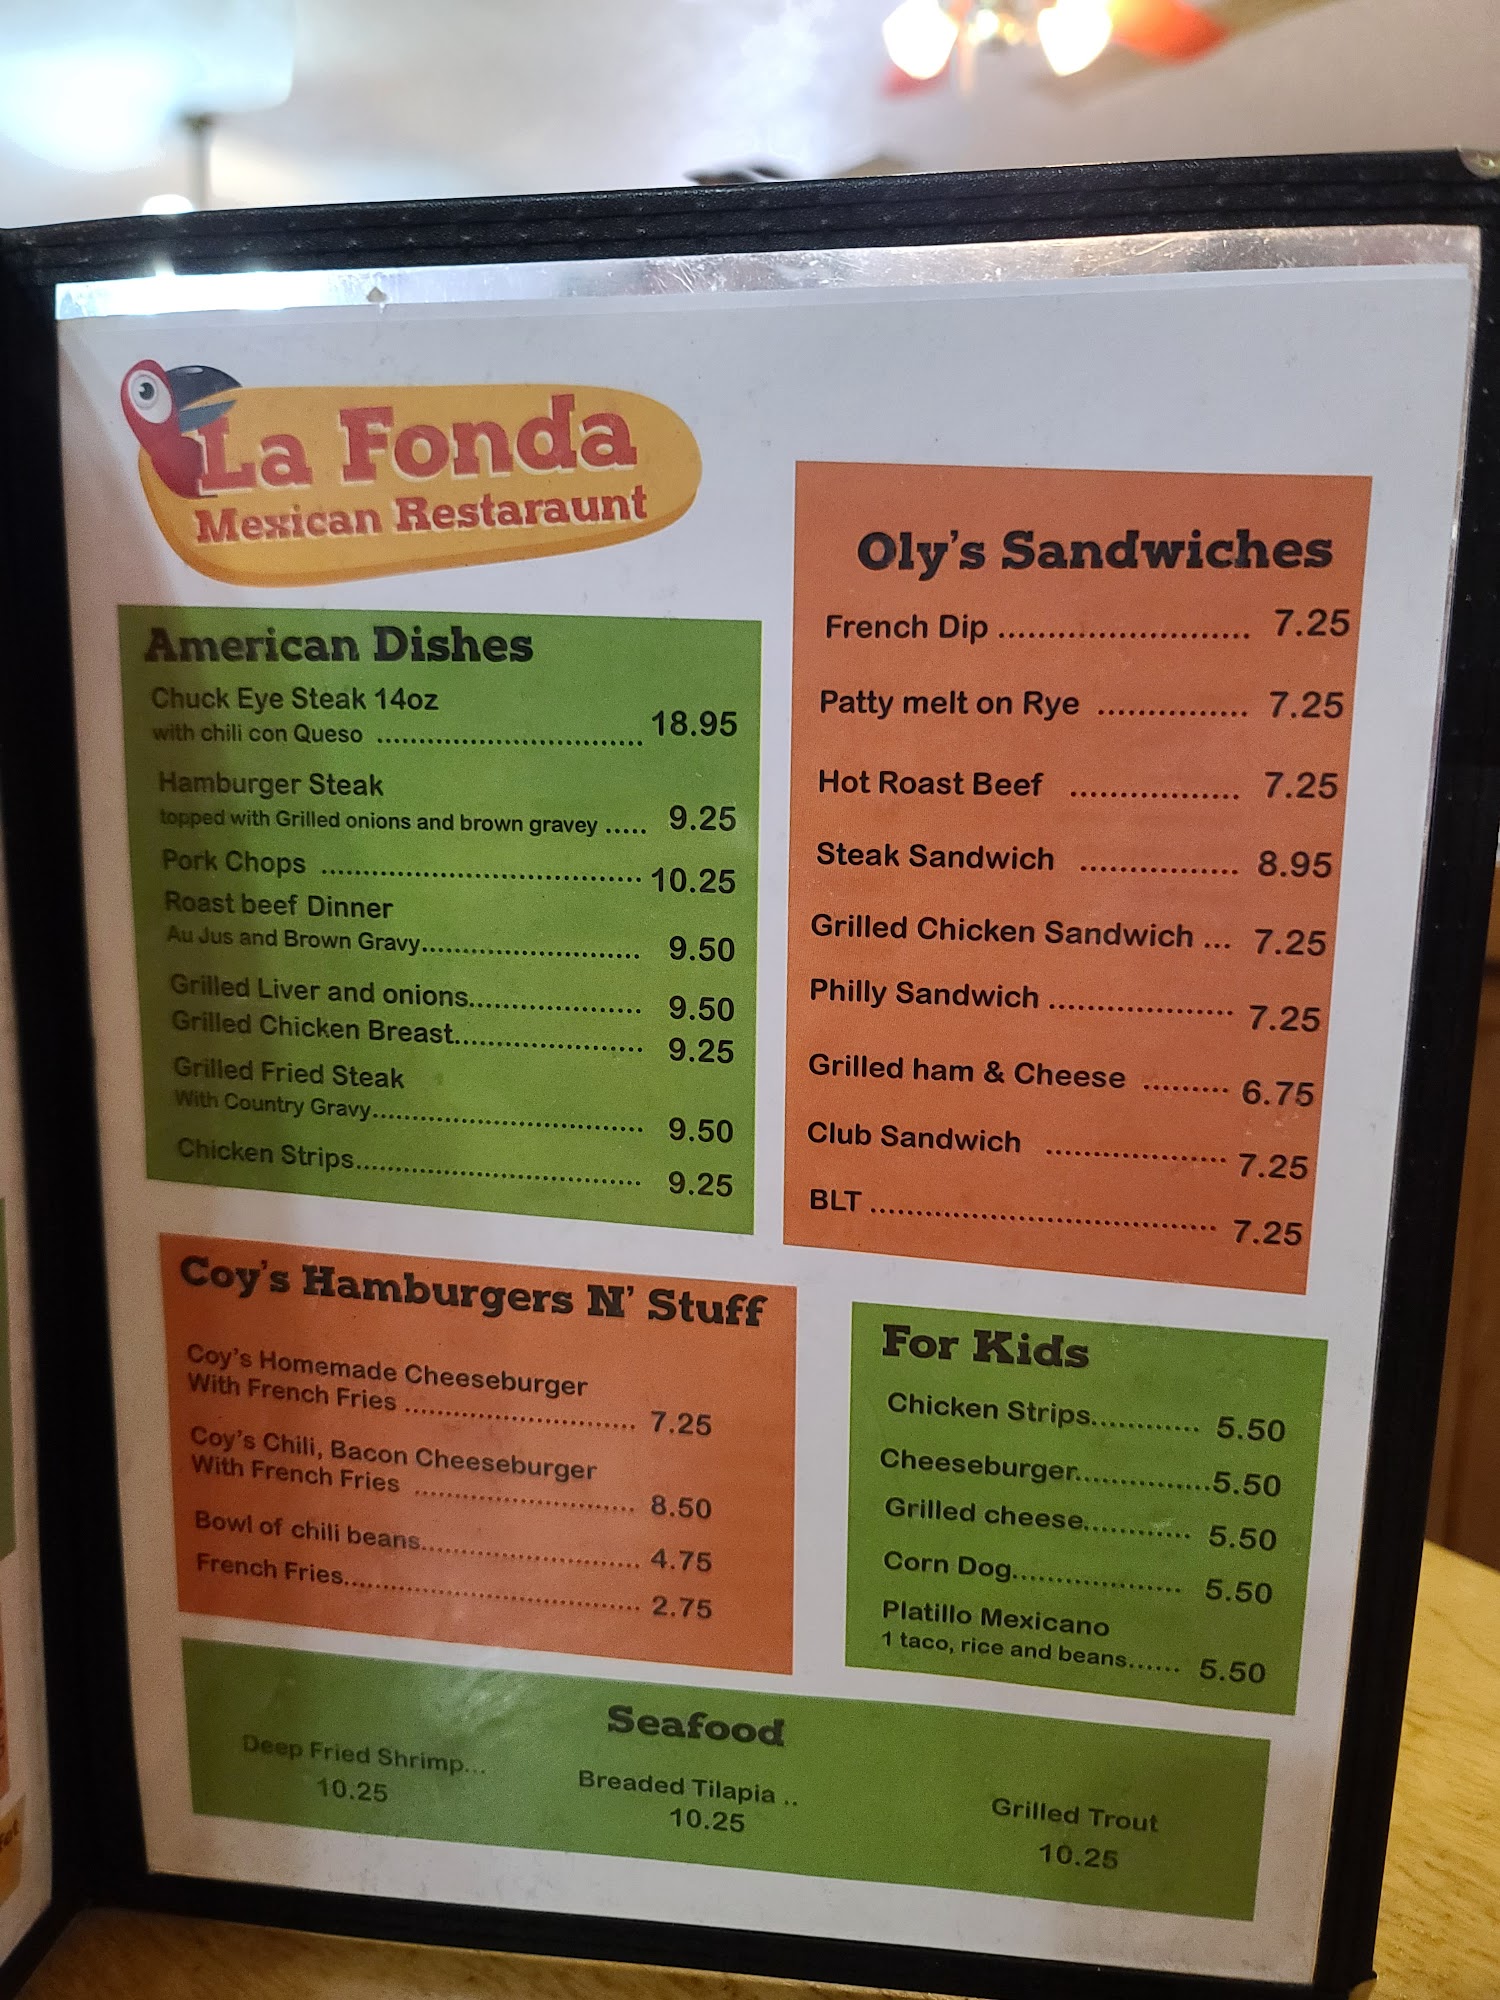 La Fonda
Mexican Restaraunt
American Dishes
Chuck Eye Steak 14oz
with chili con Queso .............................. 18.95
Hamburger Steak
topped with Grilled onions and brown gravey ..... 9.25
Pork Chops ..................................... 10.25
Roast beef Dinner
Au Jus and Brown Gravy......................... 9.50
Grilled Liver and onions.................... 9.50
Grilled Chicken Breast...................... 9.25
Grilled Fried Steak
With Country Gravy................................ 9.50
Chicken Strips................................. 9.25
Oly's Sandwiches
French Dip ......................... 7.25
Patty melt on Rye ............... 7.25
Hot Roast Beef ................. 7.25
Steak Sandwich ................ 8.95
Grilled Chicken Sandwich ... 7.25
Philly Sandwich ................... 7.25
Grilled ham & Cheese ......... 6.75
Club Sandwich .................. 7.25
BLT ................................... 7.25
Coy's Hamburgers N' Stuff
Coy's Homemade Cheeseburger
With French Fries .......................... 7.25
Coy's Chili, Bacon Cheeseburger
With French Fries ......................... 8.50
Bowl of chili beans......................... 4.75
French Fries.................................. 2.75
For Kids
Chicken Strips............ 5.50
Cheeseburger..............5.50
Grilled cheese............ 5.50
Corn Dog................... 5.50
Platillo Mexicano
1 taco, rice and beans...... 5.50
Seafood
Deep Fried Shrimp...
10.25
Breaded Tilapia ..
10.25
Grilled Trout
10.25